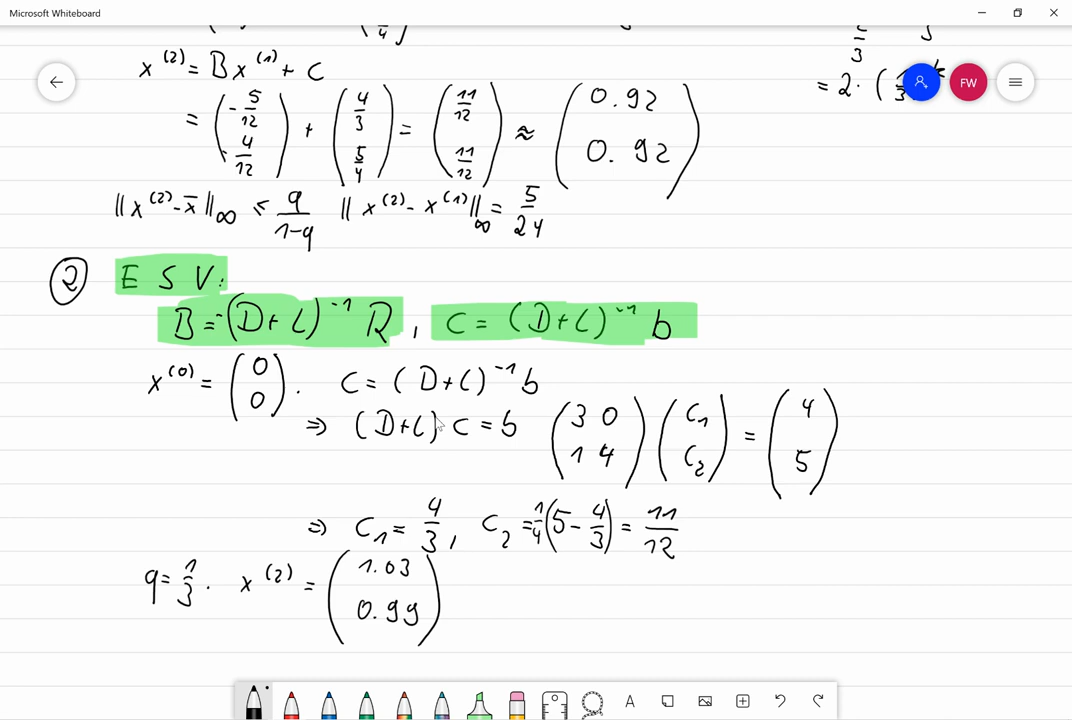 Microsoft Whiteboard
x^(2) = B x^(1) + C
= 2 · (1/3)^k
FW
= (-5/12, -4/12) + (4/3, 5/4) = (11/12, 11/12) ≈ (0.92, 0.92)
‖x^(2) - x̄‖∞ ≤ q/(1-q) ‖x^(2) - x^(1)‖∞ = 5/24
② E S V:
B = -(D+L)^-1 R, C = (D+L)^-1 b
x^(0) = (0, 0). C = (D+L)^-1 b
⇒ (D+L) C = b (3 0, 1 4) (C1, C2) = (4, 5)
⇒ C1 = 4/3, C2 = 1/4 (5 - 4/3) = 11/12
q = 1/3. x^(2) = (1.03, 0.99)
A